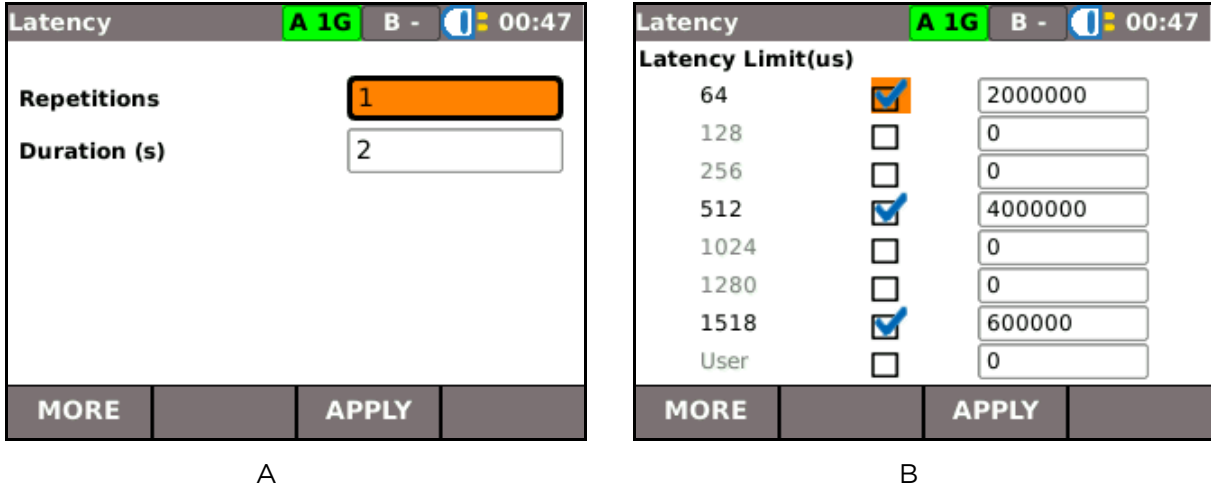 Latency A 1G B - 00:47
Repetitions 1
Duration (s) 2
MORE APPLY
A
Latency A 1G B - 00:47
Latency Limit(us)
64 2000000
128 0
256 0
512 4000000
1024 0
1280 0
1518 600000
User 0
MORE APPLY
B